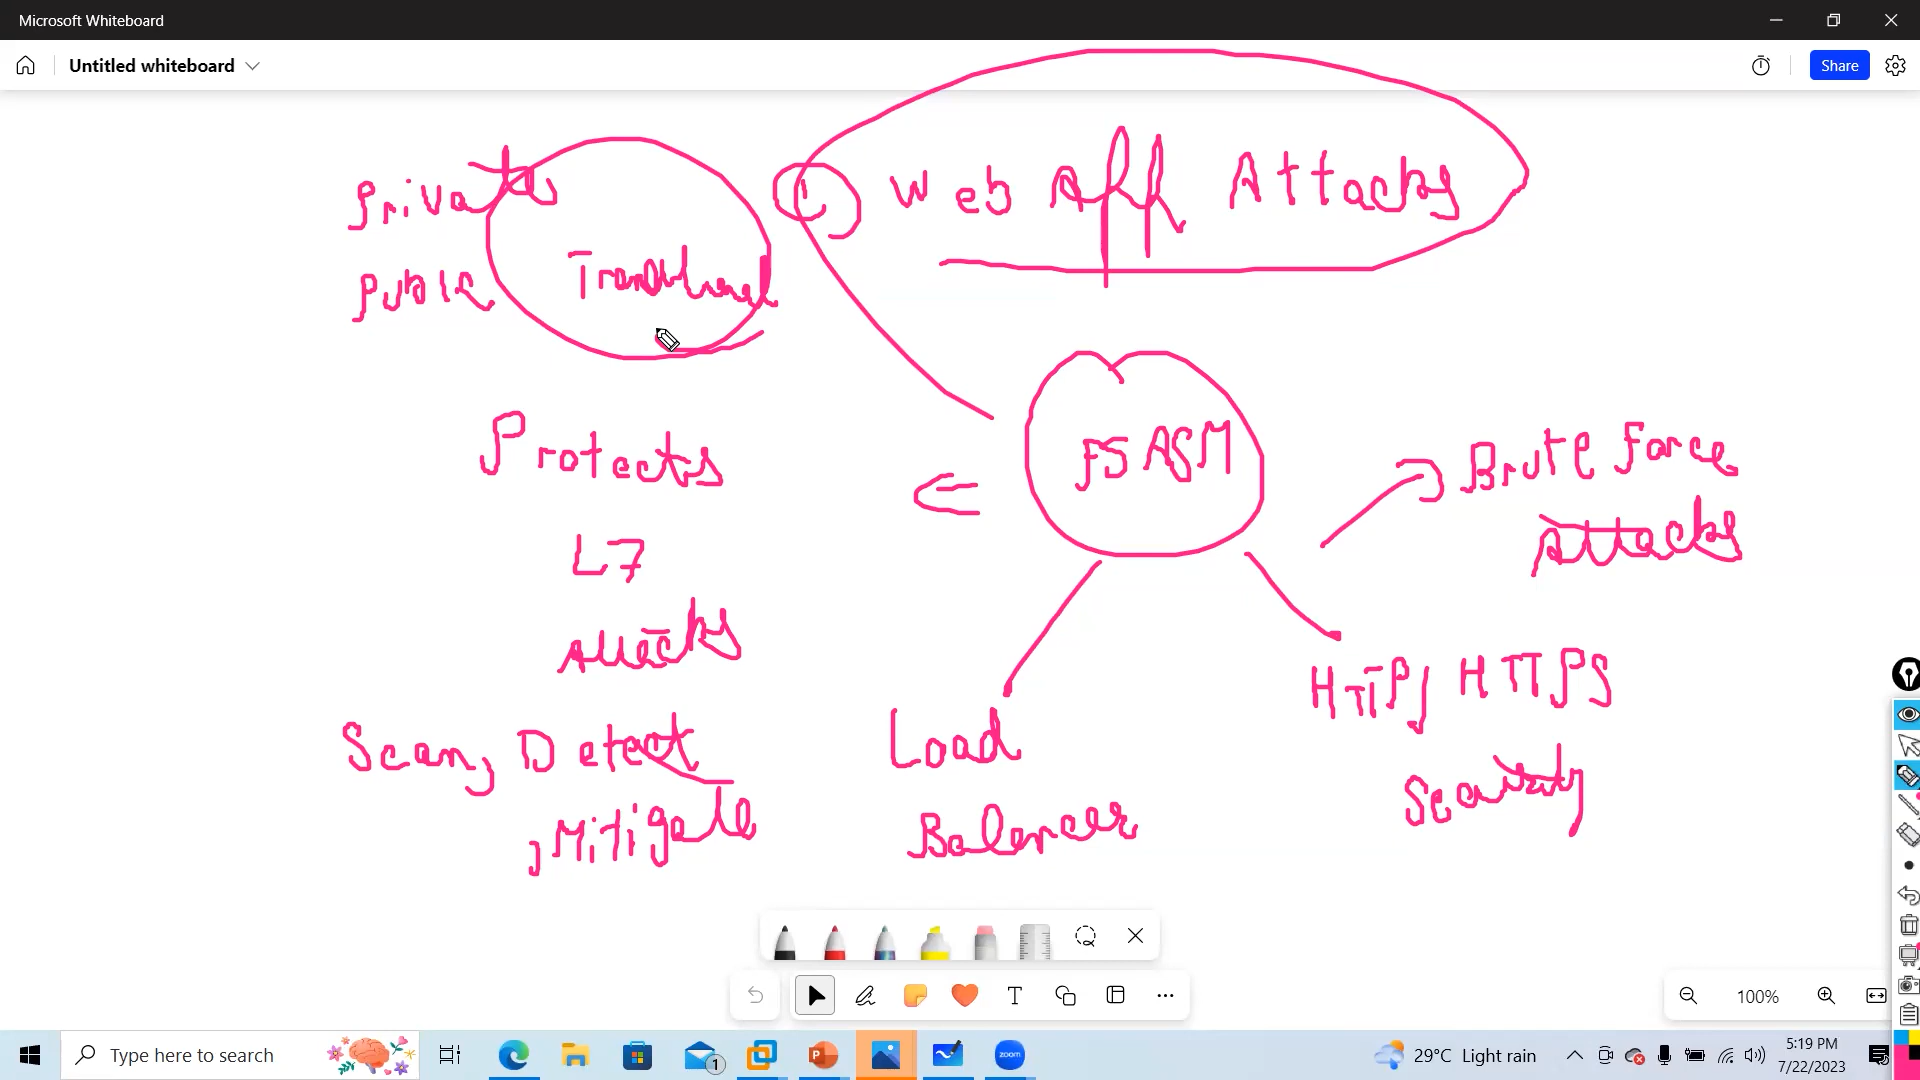 Microsoft Whiteboard
Untitled whiteboard
Share
Private
Public
Web App Attacks
F5 ASM
Protects
L7
Attacks
Scan, Detect
, Mitigate
Brute Force
Attacks
HTTP/HTTPS
Security
Load
Balancer
100%
Type here to search
1
zoom
29°C Light rain
5:19 PM
7/22/2023